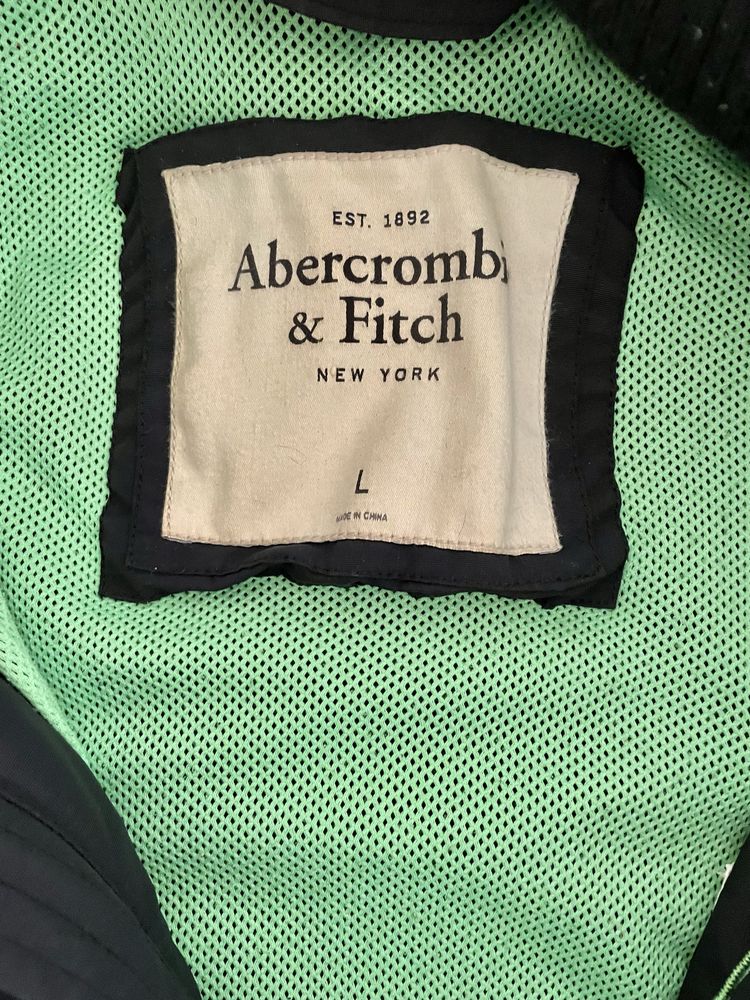 EST. 1892
Abercrombi
& Fitch
NEW YORK
L
MADE IN CHINA